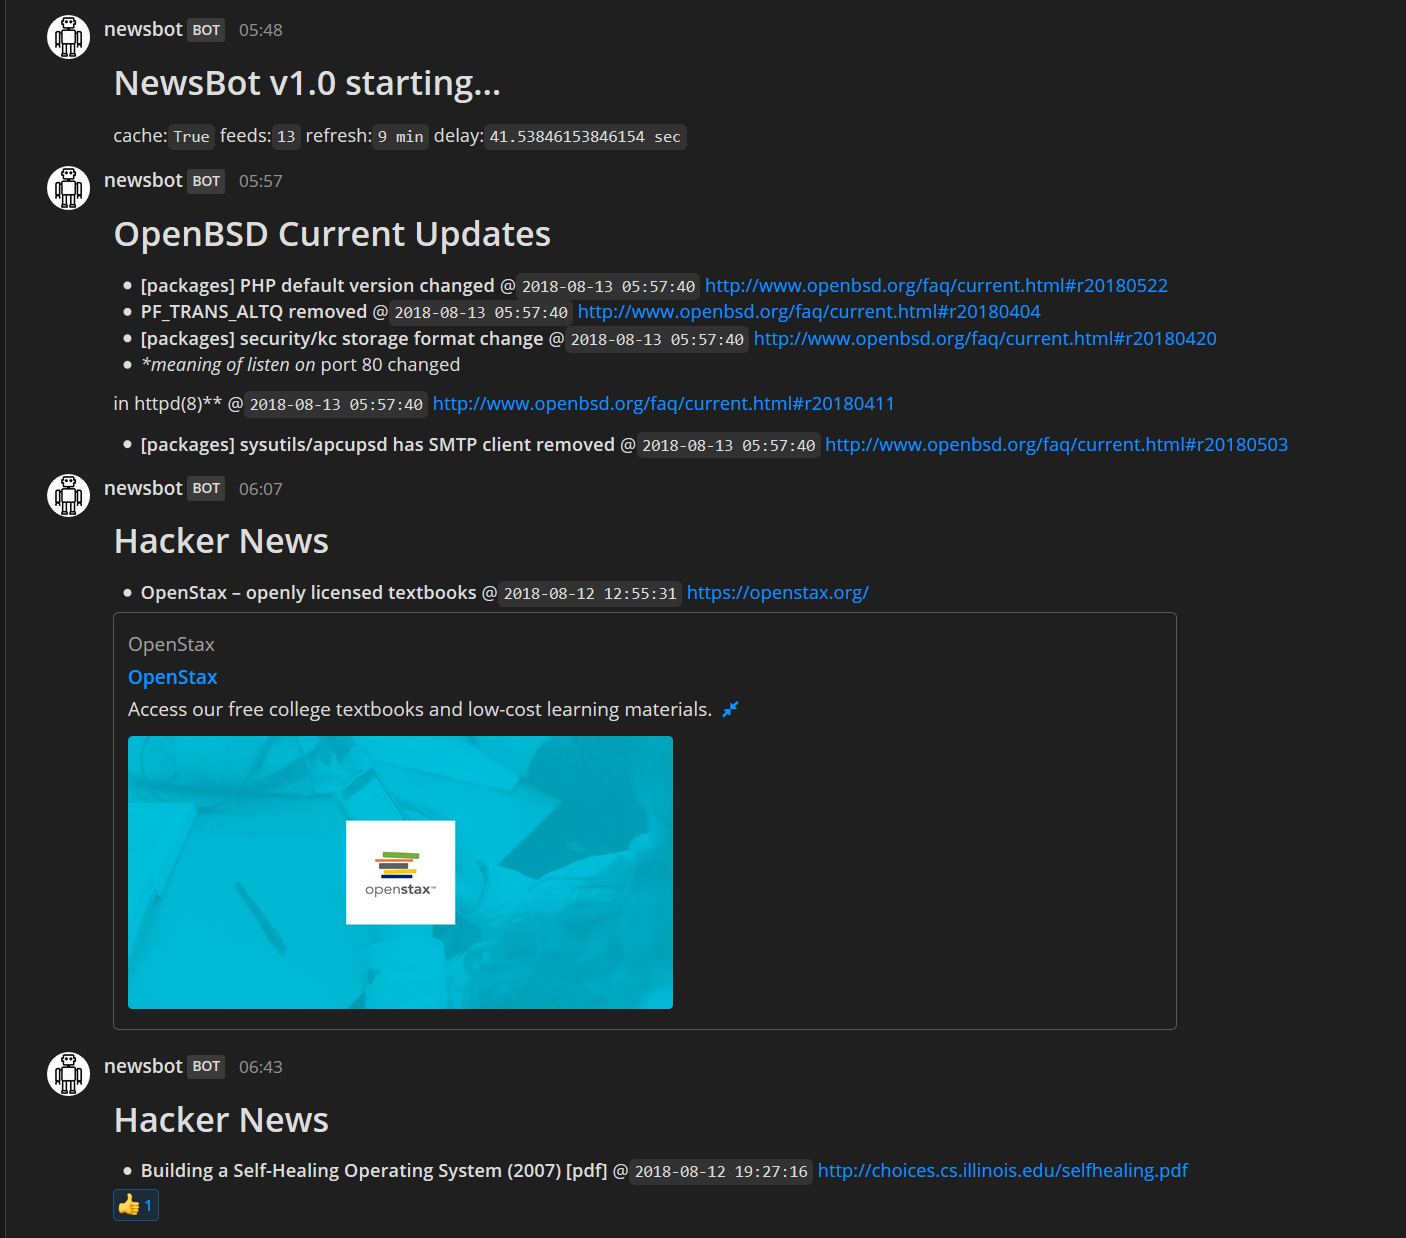 newsbot BOT 05:48
NewsBot v1.0 starting...
cache: True feeds: 13 refresh: 9 min delay: 41.53846153846154 sec
newsbot BOT 05:57
OpenBSD Current Updates
• [packages] PHP default version changed @ 2018-08-13 05:57:40 http://www.openbsd.org/faq/current.html#r20180522
• PF_TRANS_ALTQ removed @ 2018-08-13 05:57:40 http://www.openbsd.org/faq/current.html#r20180404
• [packages] security/kc storage format change @ 2018-08-13 05:57:40 http://www.openbsd.org/faq/current.html#r20180420
• *meaning of listen on port 80 changed
in httpd(8)** @ 2018-08-13 05:57:40 http://www.openbsd.org/faq/current.html#r20180411
• [packages] sysutils/apcupsd has SMTP client removed @ 2018-08-13 05:57:40 http://www.openbsd.org/faq/current.html#r20180503
newsbot BOT 06:07
Hacker News
• OpenStax – openly licensed textbooks @ 2018-08-12 12:55:31 https://openstax.org/
OpenStax
OpenStax
Access our free college textbooks and low-cost learning materials.
openstax™
newsbot BOT 06:43
Hacker News
• Building a Self-Healing Operating System (2007) [pdf] @ 2018-08-12 19:27:16 http://choices.cs.illinois.edu/selfhealing.pdf
👍 1